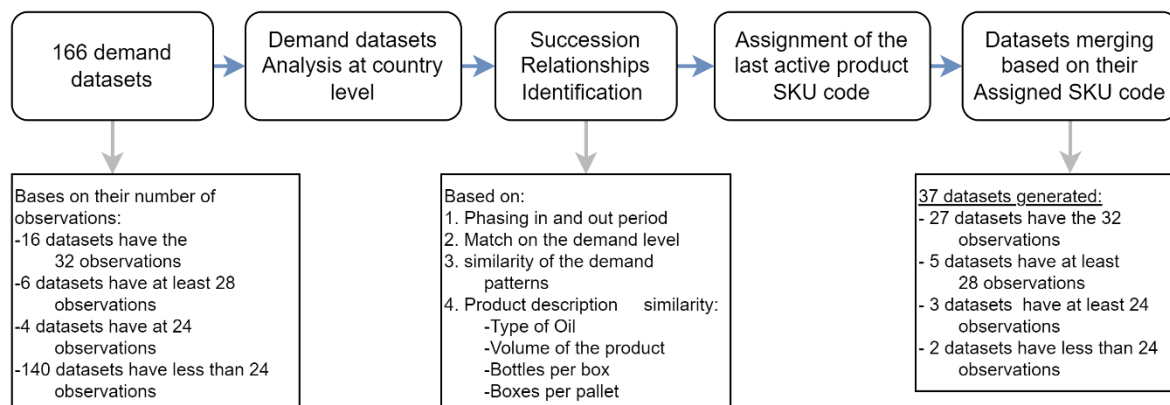 166 demand
datasets
Demand datasets
Analysis at country
level
Succession
Relationships
Identification
Assignment of the
last active product
SKU code
Datasets merging
based on their
Assigned SKU code
Bases on their number of
observations:
-16 datasets have the
32 observations
-6 datasets have at least 28
observations
-4 datasets have at 24
observations
-140 datasets have less than 24
observations
Based on:
1. Phasing in and out period
2. Match on the demand level
3. similarity of the demand
patterns
4. Product description similarity:
-Type of Oil
-Volume of the product
-Bottles per box
-Boxes per pallet
37 datasets generated:
- 27 datasets have the 32
observations
- 5 datasets have at least
28 observations
- 3 datasets have at least 24
observations
- 2 datasets have less than 24
observations